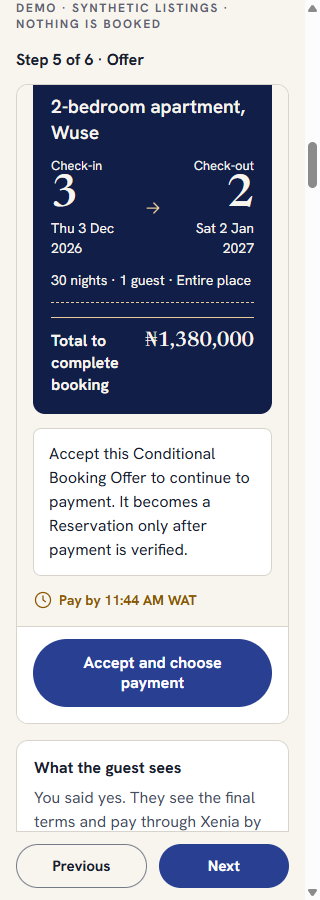 DEMO · SYNTHETIC LISTINGS ·
NOTHING IS BOOKED
Step 5 of 6 · Offer
2-bedroom apartment,
Wuse
Check-in
3
Thu 3 Dec
2026
→
Check-out
2
Sat 2 Jan
2027
30 nights · 1 guest · Entire place
Total to
complete
booking
₦1,380,000
Accept this Conditional
Booking Offer to continue to
payment. It becomes a
Reservation only after
payment is verified.
Pay by 11:44 AM WAT
Accept and choose
payment
What the guest sees
You said yes. They see the final
terms and pay through Xenia by
Previous
Next